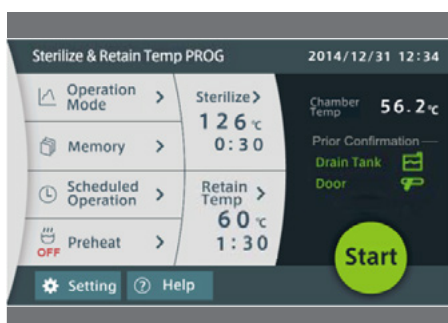 Sterilize & Retain Temp PROG
2014/12/31 12:34
Operation
Mode
Memory
Scheduled
Operation
OFF
Preheat
Sterilize
126℃
0:30
Retain
Temp
60℃
1:30
Chamber
Temp
56.2℃
Prior Confirmation
Drain Tank
Door
Start
Setting
? Help